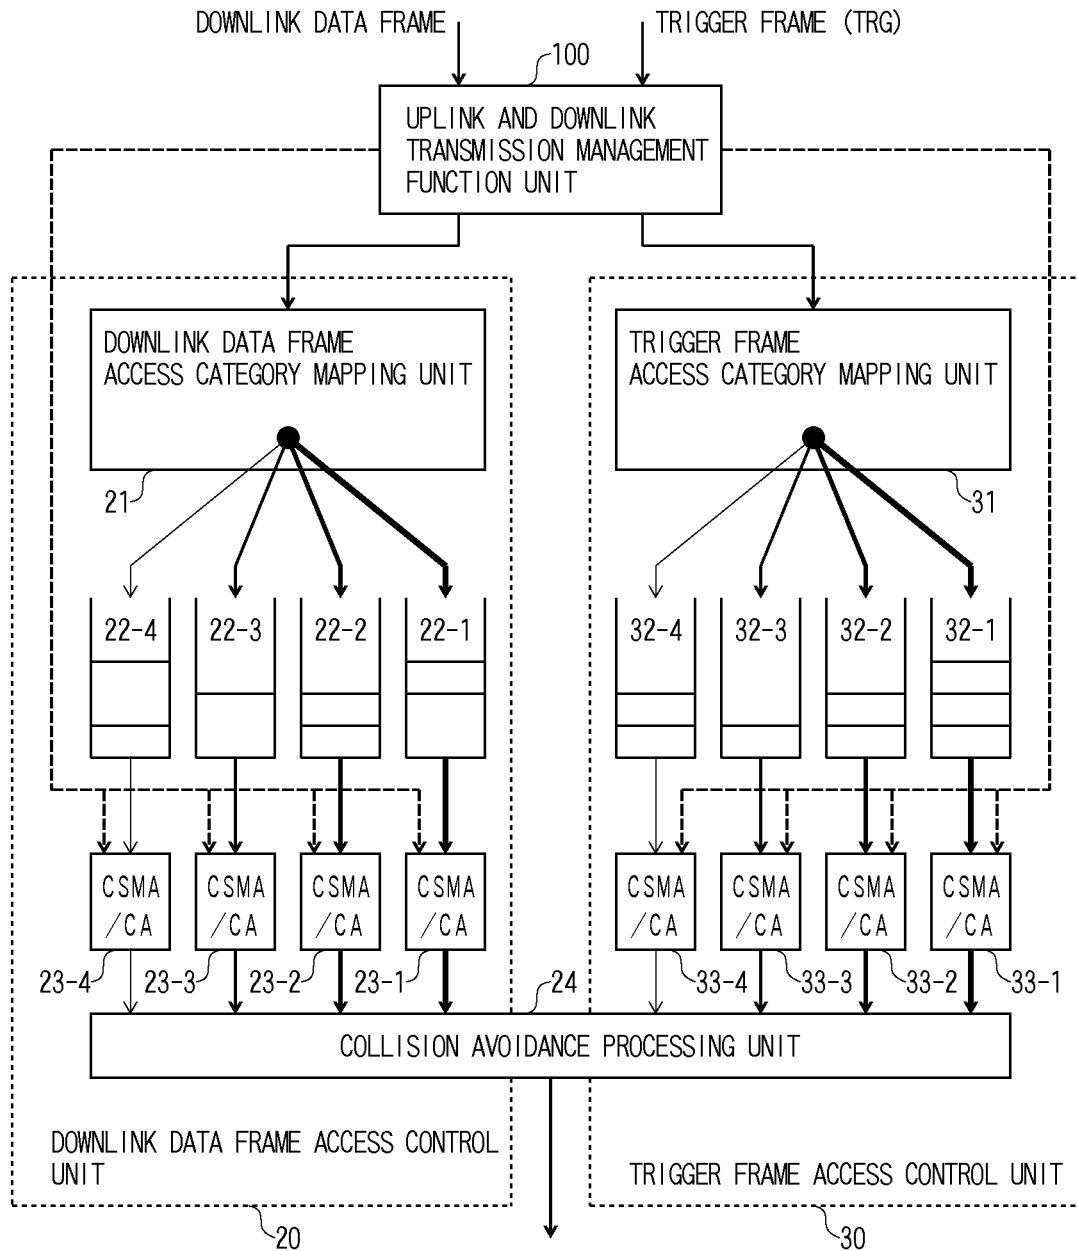 DOWNLINK DATA FRAME
TRIGGER FRAME (TRG)
100
UPLINK AND DOWNLINK
TRANSMISSION MANAGEMENT
FUNCTION UNIT
DOWNLINK DATA FRAME
ACCESS CATEGORY MAPPING UNIT
TRIGGER FRAME
ACCESS CATEGORY MAPPING UNIT
21
31
22-4
22-3
22-2
22-1
32-4
32-3
32-2
32-1
CSMA
/CA
CSMA
/CA
CSMA
/CA
CSMA
/CA
CSMA
/CA
CSMA
/CA
CSMA
/CA
CSMA
/CA
23-4
23-3
23-2
23-1
24
33-4
33-3
33-2
33-1
COLLISION AVOIDANCE PROCESSING UNIT
DOWNLINK DATA FRAME ACCESS CONTROL
UNIT
TRIGGER FRAME ACCESS CONTROL UNIT
20
30